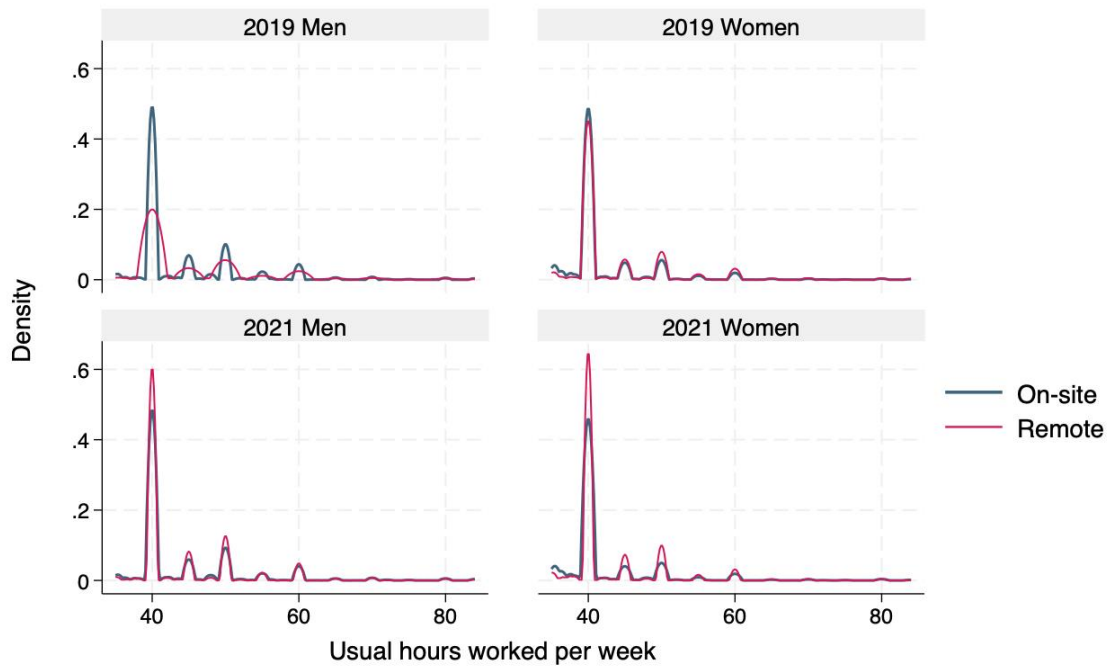 2019 Men
2019 Women
.6
.4
.2
0
2021 Men
2021 Women
.6
.4
.2
0
40
60
80
40
60
80
Density
Usual hours worked per week
On-site
Remote